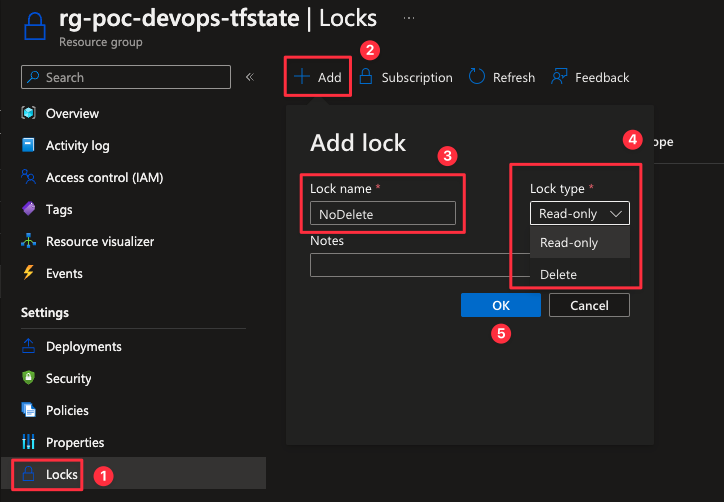 rg-poc-devops-tfstate | Locks ...
Resource group
Search
«
Add
2
Subscription
Refresh
Feedback
Overview
Activity log
Access control (IAM)
Tags
Resource visualizer
Events
Settings
Deployments
Security
Policies
Properties
Locks
1
Add lock
3
4
ope
Lock name *
NoDelete
Lock type *
Read-only
Read-only
Delete
Notes
OK
Cancel
5